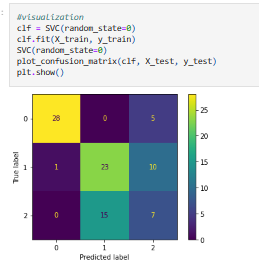 :
#visualization
clf = SVC(random_state=0)
clf.fit(X_train, y_train)
SVC(random_state=0)
plot_confusion_matrix(clf, X_test, y_test)
plt.show()
0 28 0 5
1 1 23 10
2 0 15 7
0 1 2
True label
Predicted label
25
20
15
10
5
0